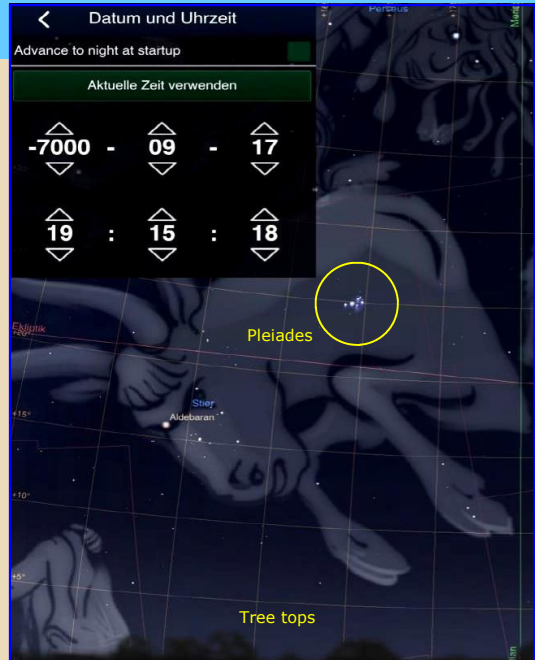 Datum und Uhrzeit
Advance to night at startup
Aktuelle Zeit verwenden
-7000 - 09 - 17
19 : 15 : 18
Perseus
Pleiades
Ekliptik
+20°
Stier
Aldebaran
+15°
+10°
+5°
Tree tops